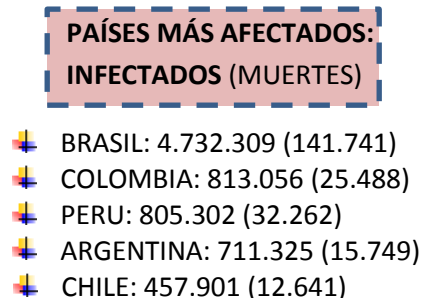 PAÍSES MÁS AFECTADOS:
INFECTADOS (MUERTES)
BRASIL: 4.732.309 (141.741)
COLOMBIA: 813.056 (25.488)
PERU: 805.302 (32.262)
ARGENTINA: 711.325 (15.749)
CHILE: 457.901 (12.641)